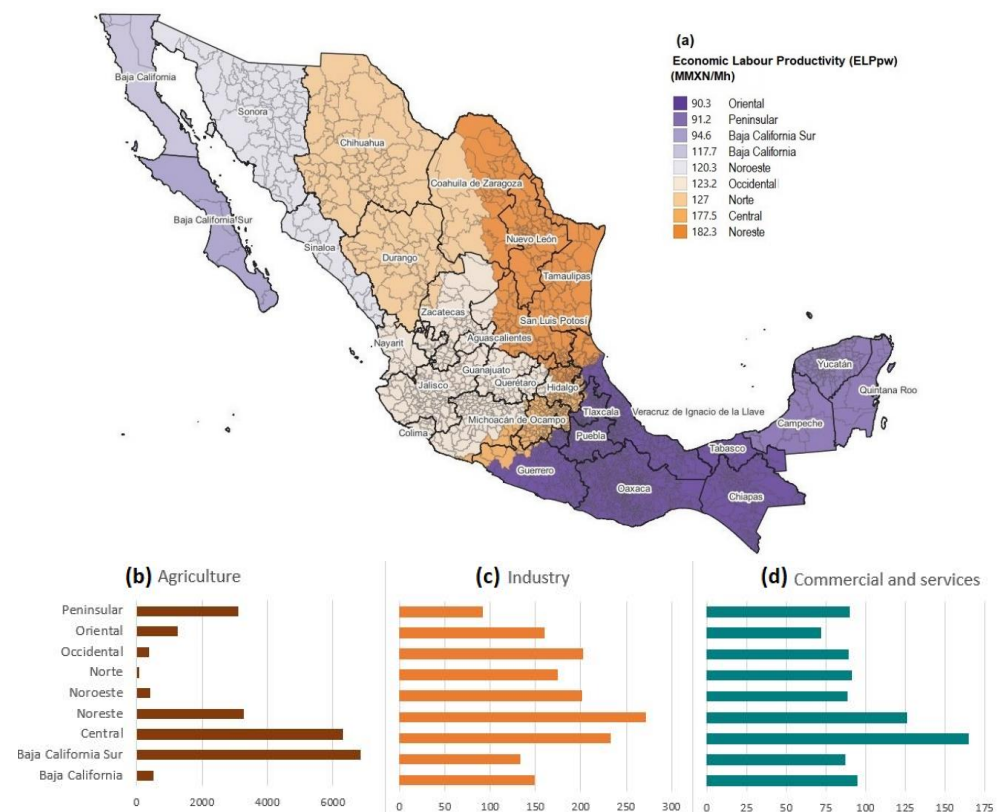 (a)
Economic Labour Productivity (ELPpw)
(MMXN/Mh)
90.3 Oriental
91.2 Peninsular
94.6 Baja California Sur
117.7 Baja California
120.3 Noroeste
123.2 Occidental
127 Norte
177.5 Central
182.3 Noreste
Baja California
Sonora
Chihuahua
Coahuila de Zaragoza
Baja California Sur
Sinaloa
Durango
Nuevo León
Tamaulipas
Zacatecas
San Luis Potosí
Nayarit
Aguascalientes
Guanajuato
Jalisco
Querétaro
Hidalgo
Yucatán
Quintana Roo
Colima
Michoacán de Ocampo
Tlaxcala
Veracruz de Ignacio de la Llave
Campeche
Puebla
Tabasco
Guerrero
Oaxaca
Chiapas
(b) Agriculture
Peninsular
Oriental
Occidental
Norte
Noroeste
Noreste
Central
Baja California Sur
Baja California
0 2000 4000 6000
(c) Industry
0 50 100 150 200 250 300
(d) Commercial and services
0 25 50 75 100 125 150 175